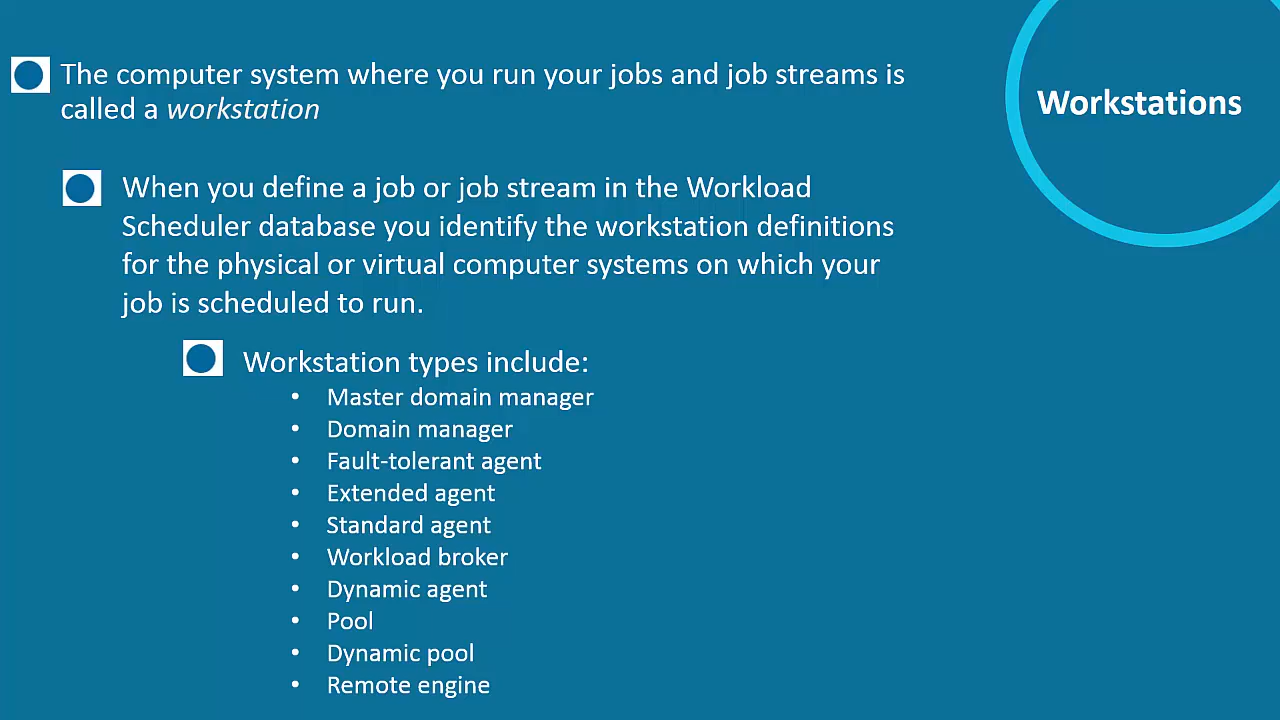 Workstations
The computer system where you run your jobs and job streams is
called a workstation
When you define a job or job stream in the Workload
Scheduler database you identify the workstation definitions
for the physical or virtual computer systems on which your
job is scheduled to run.
Workstation types include:
• Master domain manager
• Domain manager
• Fault-tolerant agent
• Extended agent
• Standard agent
• Workload broker
• Dynamic agent
• Pool
• Dynamic pool
• Remote engine